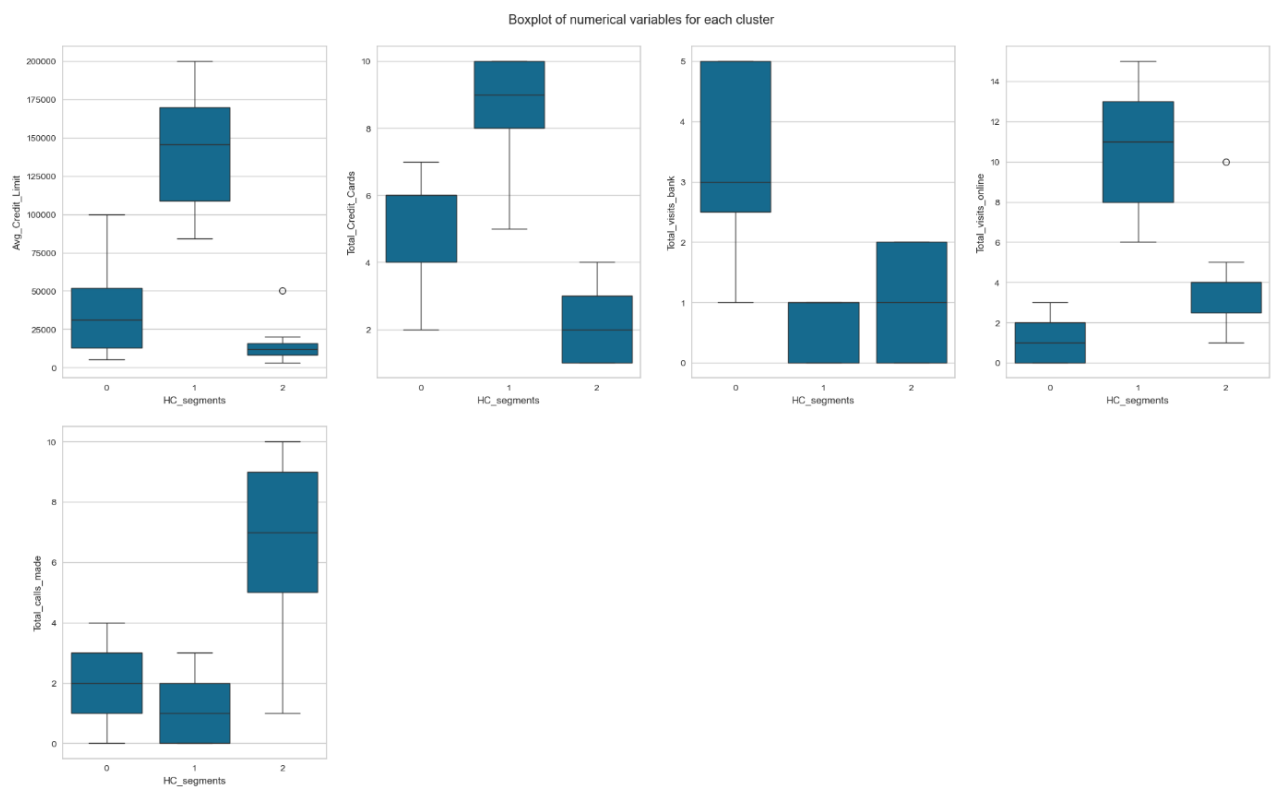 Boxplot of numerical variables for each cluster
Avg_Credit_Limit
200000
175000
150000
125000
100000
75000
50000
25000
0
0 1 2
HC_segments
Total_Credit_Cards
10
8
6
4
2
0 1 2
HC_segments
Total_visits_bank
5
4
3
2
1
0
0 1 2
HC_segments
Total_visits_online
14
12
10
8
6
4
2
0
0 1 2
HC_segments
Total_calls_made
10
8
6
4
2
0
0 1 2
HC_segments